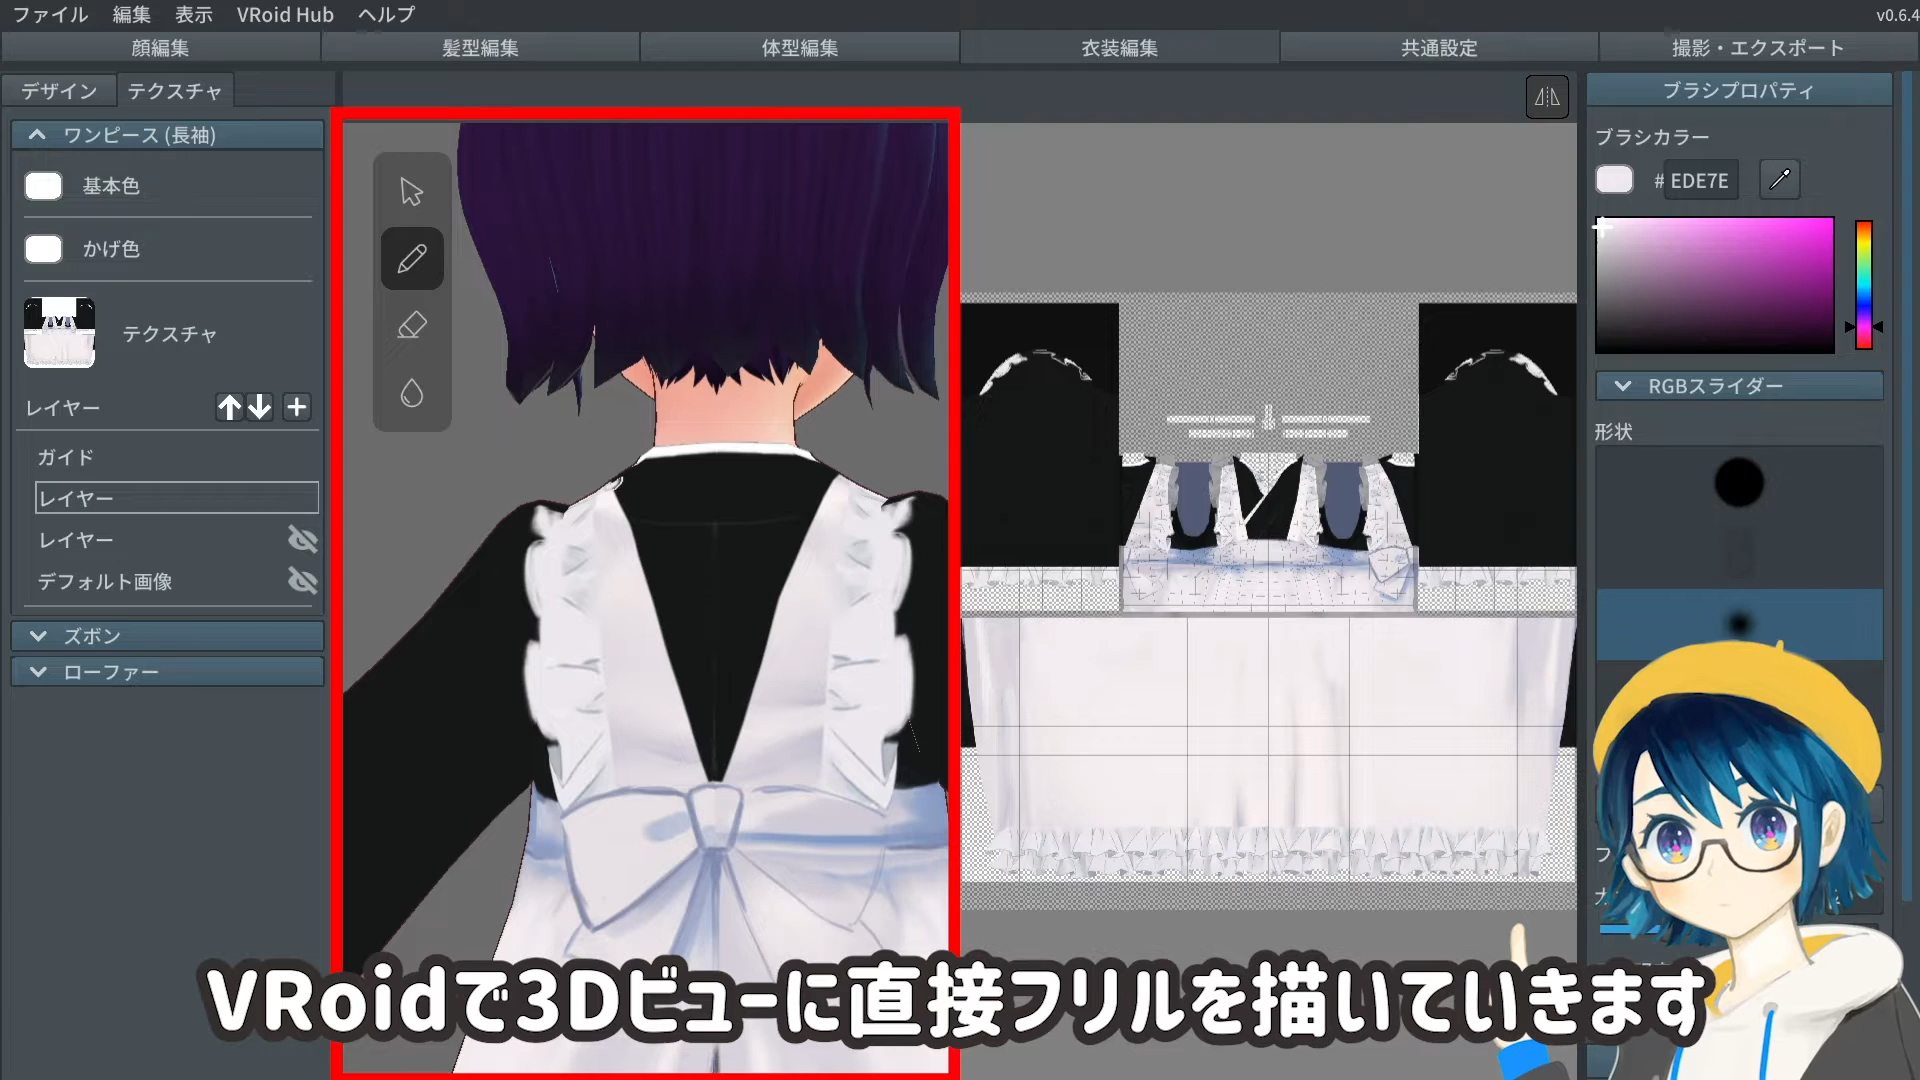 ファイル 編集 表示 VRoid Hub ヘルプ
v0.6.4
顔編集 髪型編集 体型編集 衣装編集 共通設定 撮影・エクスポート
デザイン テクスチャ
ワンピース (長袖)
基本色
かげ色
テクスチャ
レイヤー
ガイド
レイヤー
レイヤー
デフォルト画像
ズボン
ローファー
ブラシプロパティ
ブラシカラー
# EDE7E
RGBスライダー
形状
VRoidで3Dビューに直接フリルを描いていきます